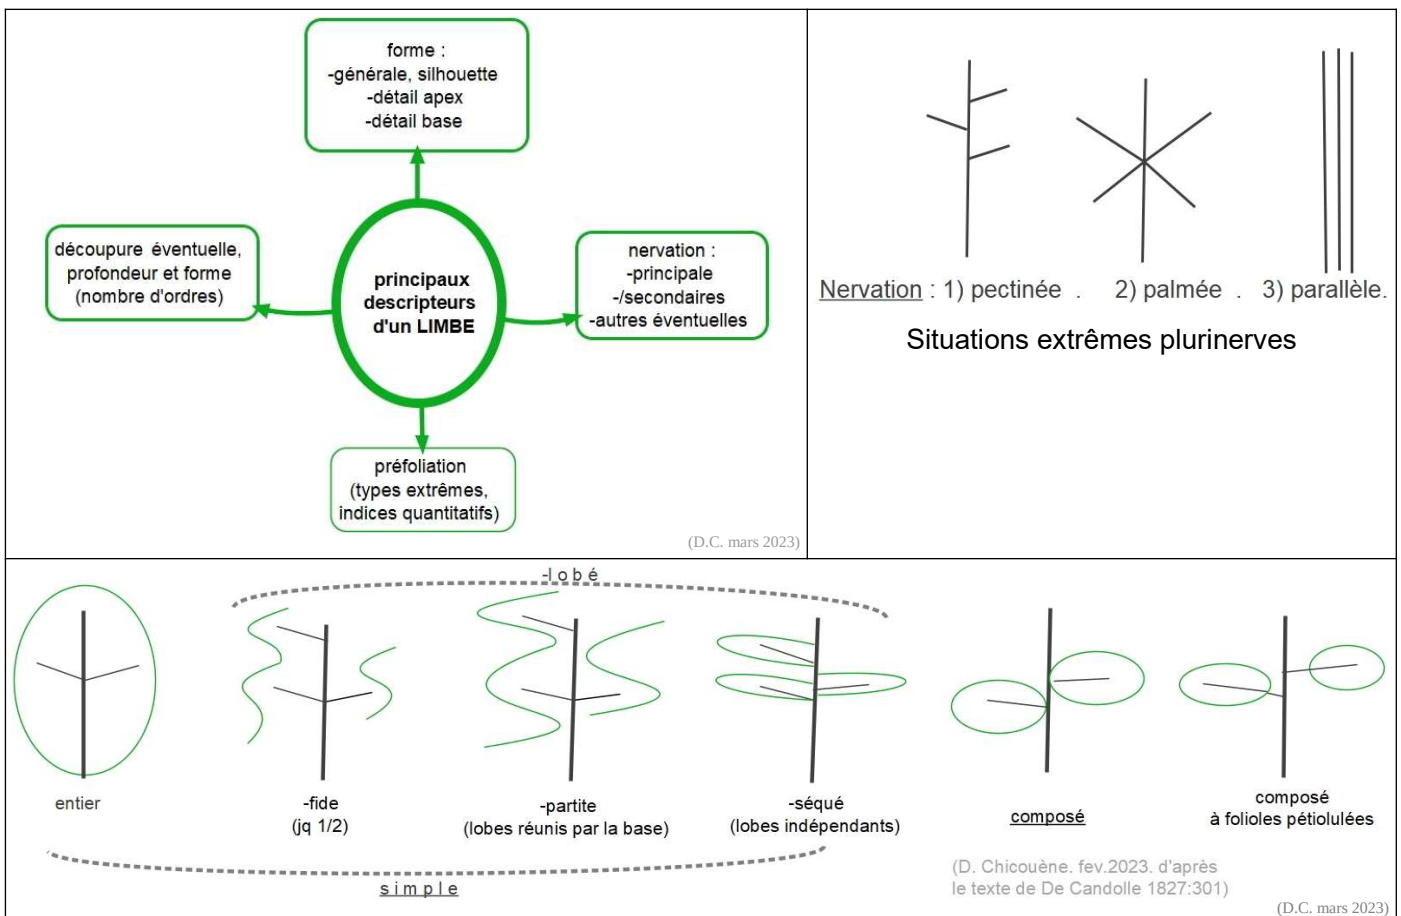 forme :
-générale, silhouette
-détail apex
-détail base
découpure éventuelle,
profondeur et forme
(nombre d'ordres)
principaux
descripteurs
d'un LIMBE
nervation :
-principale
-/secondaires
-autres éventuelles
préfoliation
(types extrêmes,
indices quantitatifs)
(D.C. mars 2023)
Nervation : 1) pectinée . 2) palmée . 3) parallèle.
Situations extrêmes plurinerves
-lobé
entier
-fide
(jq 1/2)
-partite
(lobes réunis par la base)
-séqué
(lobes indépendants)
composé
composé
à folioles pétiolulées
simple
(D. Chicouène. fev.2023. d'après
le texte de De Candolle 1827:301)
(D.C. mars 2023)